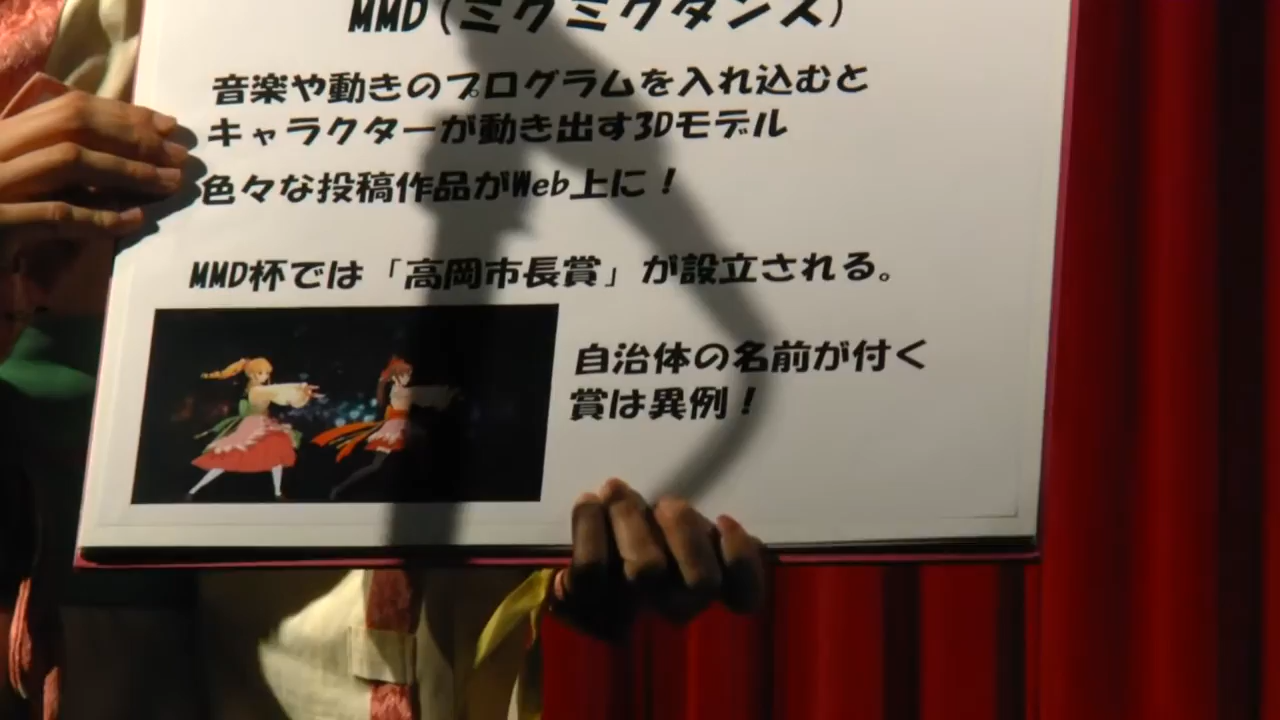 MMD(ミクミクダンス)
音楽や動きのプログラムを入れ込むと
キャラクターが動き出す3Dモデル
色々な投稿作品がWeb上に！
MMD杯では「高岡市長賞」が設立される。
自治体の名前が付く
賞は異例！